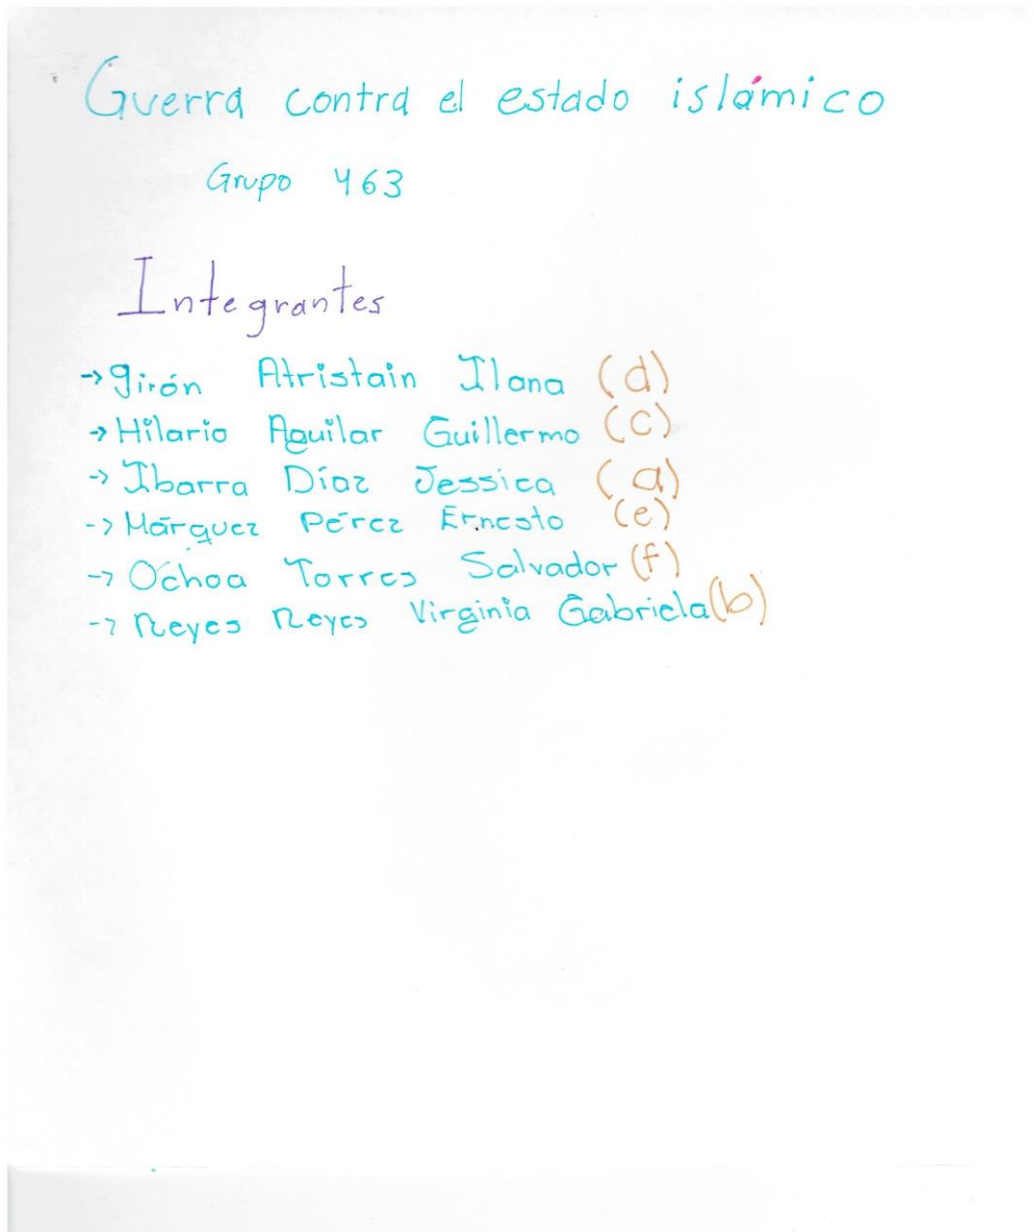 Guerra contra el estado islámico
Grupo 463
Integrantes
→ girón Atristain Ilana (d)
→ Hilario Aguilar Guillermo (c)
→ Ibarra Díaz Jessica (a)
→ Márquez Pérez Ernesto (e)
→ Ochoa Torres Salvador (f)
→ Reyes Reyes Virginia Gabriela (b)